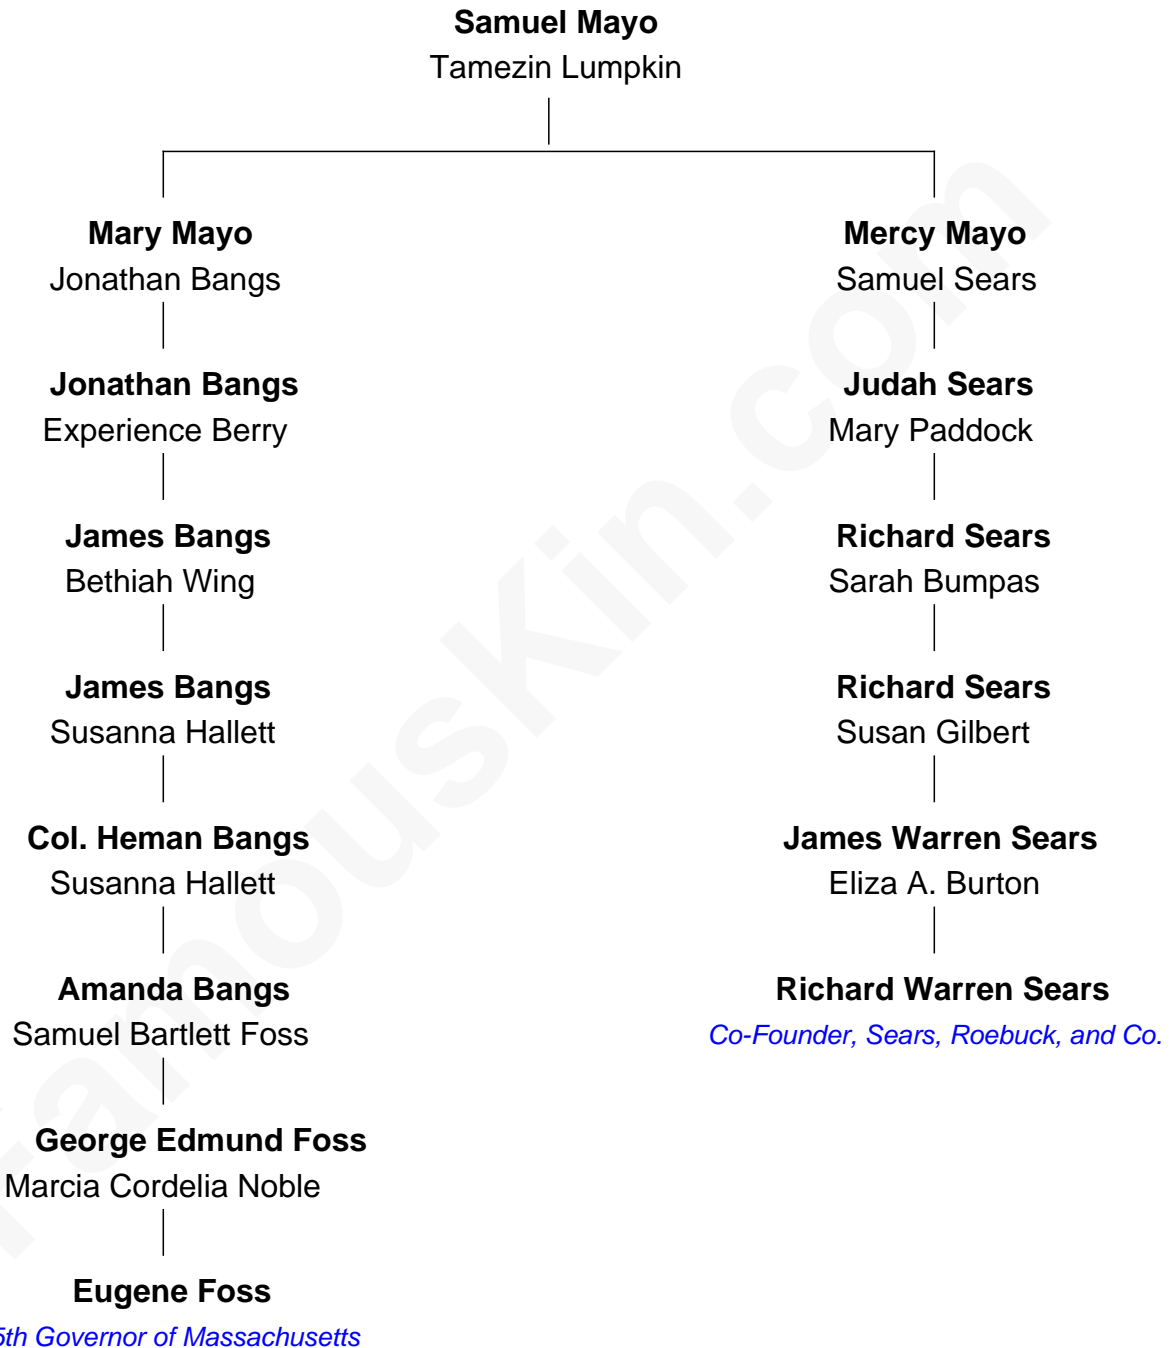 Samuel Mayo
Tamezin Lumpkin
Mary Mayo
Jonathan Bangs
Jonathan Bangs
Experience Berry
James Bangs
Bethiah Wing
James Bangs
Susanna Hallett
Col. Heman Bangs
Susanna Hallett
Amanda Bangs
Samuel Bartlett Foss
George Edmund Foss
Marcia Cordelia Noble
Eugene Foss
5th Governor of Massachusetts
Mercy Mayo
Samuel Sears
Judah Sears
Mary Paddock
Richard Sears
Sarah Bumpas
Richard Sears
Susan Gilbert
James Warren Sears
Eliza A. Burton
Richard Warren Sears
Co-Founder, Sears, Roebuck, and Co.
FamousKin.com